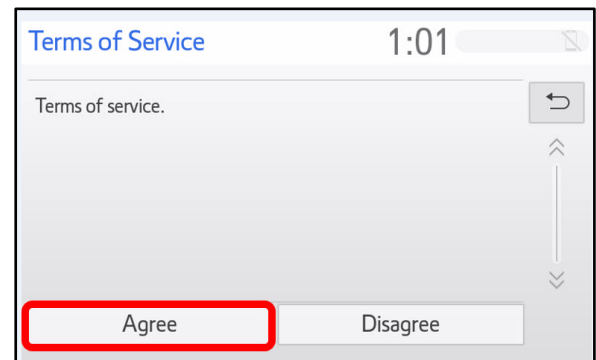 Terms of Service 1:01
Terms of service.
Agree Disagree